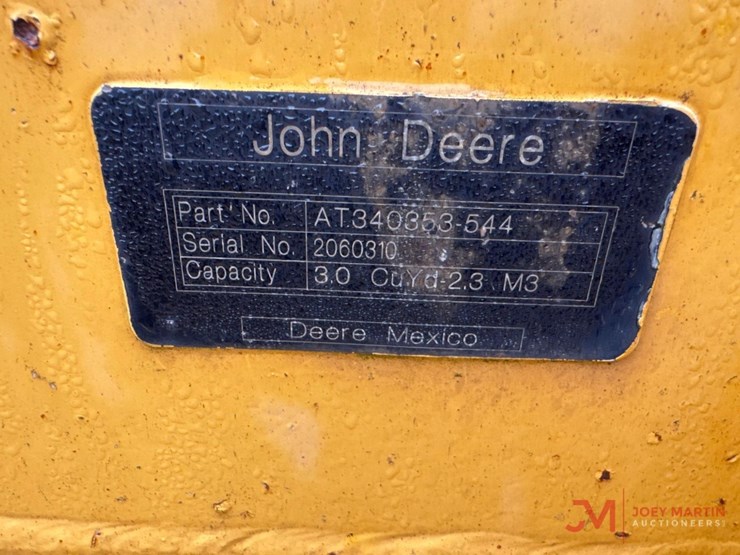 John Deere
Part No. AT340353-544
Serial No. 2060310
Capacity 3.0 CuYd-2.3 M3
Deere Mexico
JM JOEY MARTIN
AUCTIONEERS!